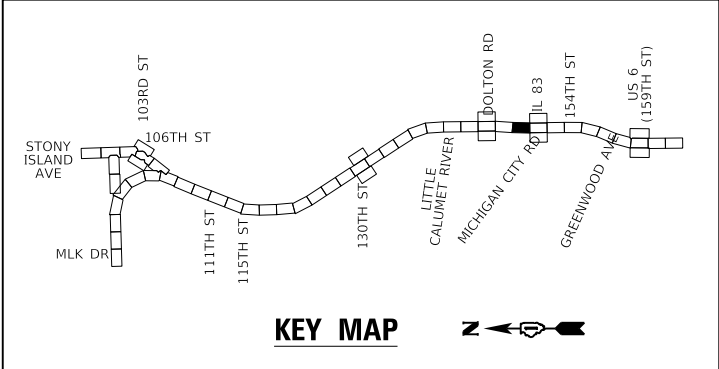 103RD ST
106TH ST
STONY
ISLAND
AVE
MLK DR
111TH ST
115TH ST
130TH ST
LITTLE
CALUMET RIVER
DOLTON RD
MICHIGAN CITY RD
IL 83
154TH ST
GREENWOOD AVE
US 6
(159TH ST)
KEY MAP
N